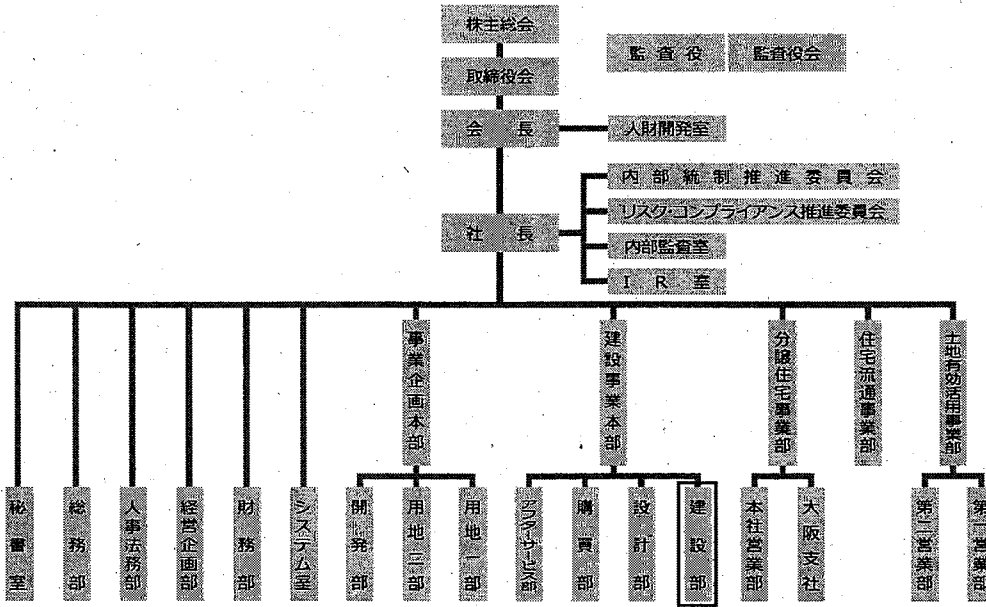 株主総会
監査役
監査役会
取締役会
会長
人財開発室
内部統制推進委員会
リスク・コンプライアンス推進委員会
社長
内部監査室
IR室
事業企画本部
建設事業本部
分譲住宅事業部
住宅流通事業部
土地有効活用事業部
秘書室
総務部
人事法務部
経営企画部
財務部
システム室
開発部
用地二部
用地一部
アフターサービス部
購買部
設計部
建設部
本社営業部
大阪支社
第二営業部
第一営業部